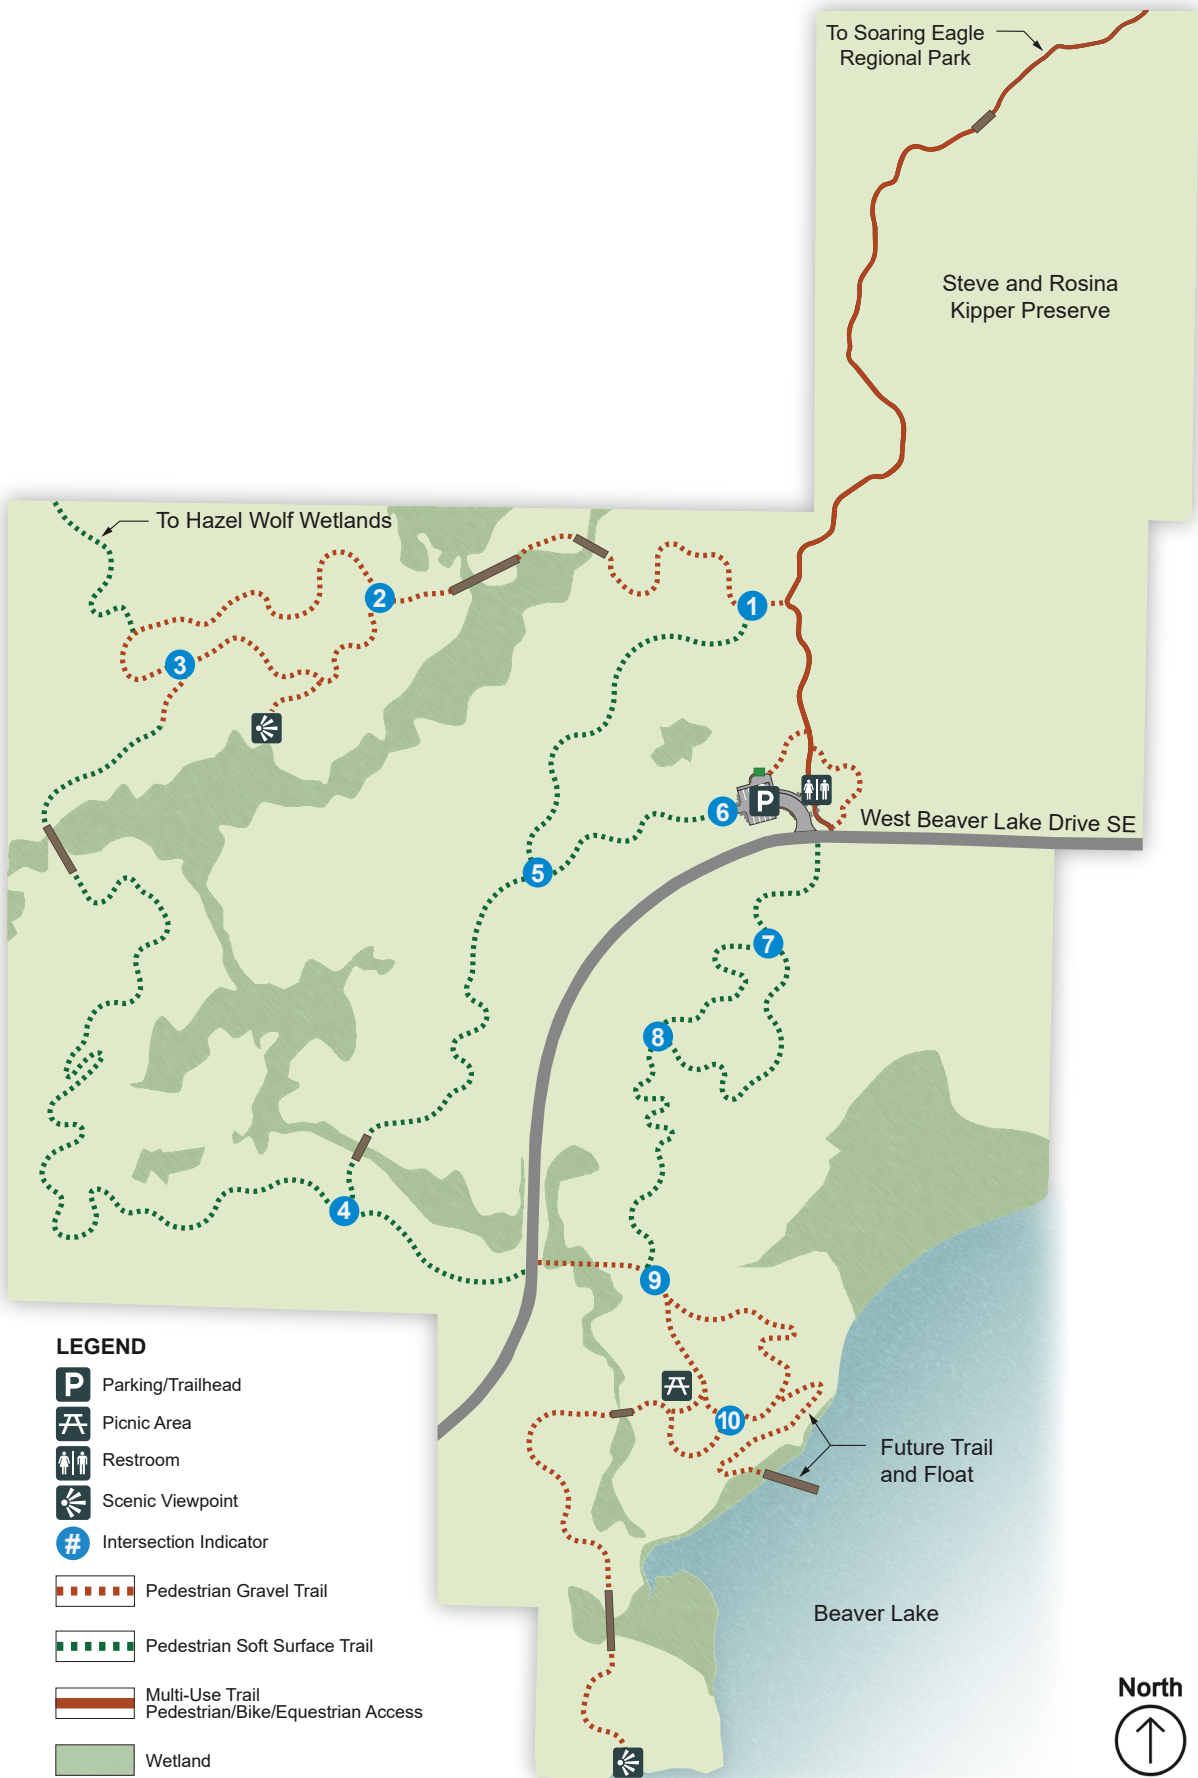 To Soaring Eagle
Regional Park
Steve and Rosina
Kipper Preserve
To Hazel Wolf Wetlands
2
1
3
P
6
West Beaver Lake Drive SE
5
7
8
4
9
10
Future Trail
and Float
Beaver Lake
LEGEND
P Parking/Trailhead
Picnic Area
Restroom
Scenic Viewpoint
# Intersection Indicator
Pedestrian Gravel Trail
Pedestrian Soft Surface Trail
Multi-Use Trail
Pedestrian/Bike/Equestrian Access
Wetland
North